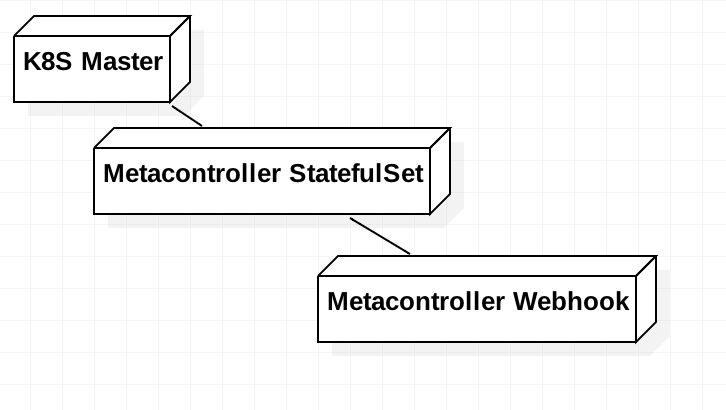 K8S Master
Metacontroller StatefulSet
Metacontroller Webhook